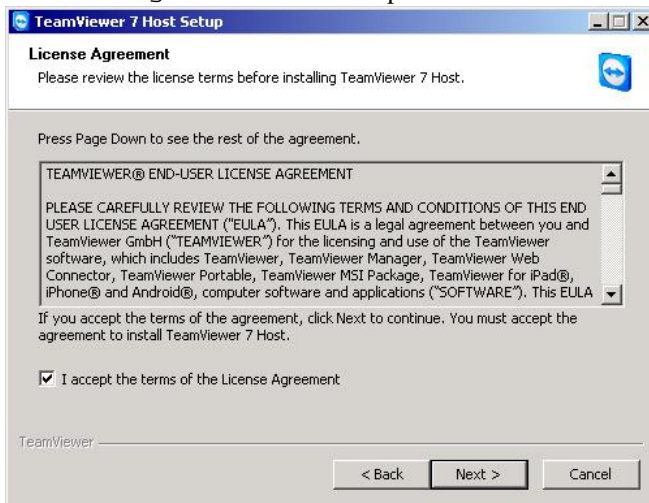 TeamViewer 7 Host Setup
License Agreement
Please review the license terms before installing TeamViewer 7 Host.
Press Page Down to see the rest of the agreement.
TEAMVIEWER® END-USER LICENSE AGREEMENT
PLEASE CAREFULLY REVIEW THE FOLLOWING TERMS AND CONDITIONS OF THIS END
USER LICENSE AGREEMENT ("EULA"). This EULA is a legal agreement between you and
TeamViewer GmbH ("TEAMVIEWER") for the licensing and use of the TeamViewer
software, which includes TeamViewer, TeamViewer Manager, TeamViewer Web
Connector, TeamViewer Portable, TeamViewer MSI Package, TeamViewer for iPad®,
iPhone® and Android®, computer software and applications ("SOFTWARE"). This EULA
If you accept the terms of the agreement, click Next to continue. You must accept the
agreement to install TeamViewer 7 Host.
I accept the terms of the License Agreement
TeamViewer
< Back Next > Cancel